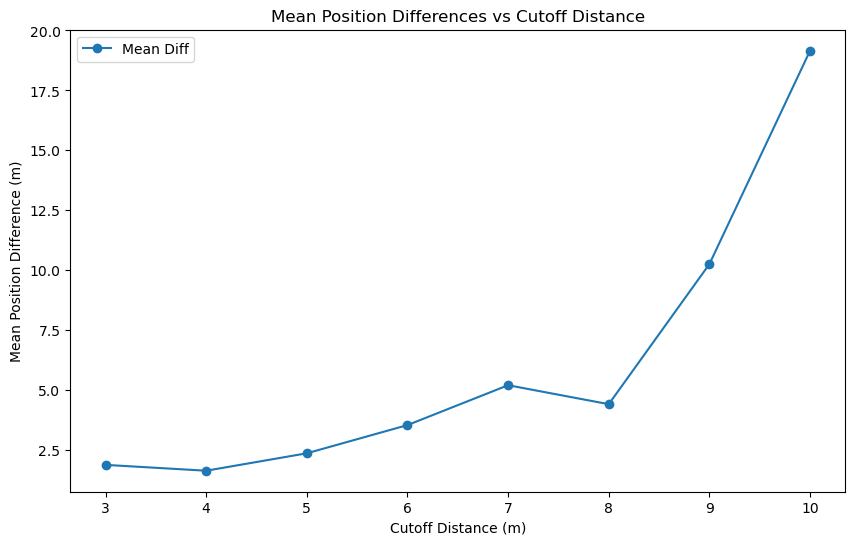 Mean Position Differences vs Cutoff Distance
Mean Diff
Mean Position Difference (m)
20.0
17.5
15.0
12.5
10.0
7.5
5.0
2.5
3 4 5 6 7 8 9 10
Cutoff Distance (m)